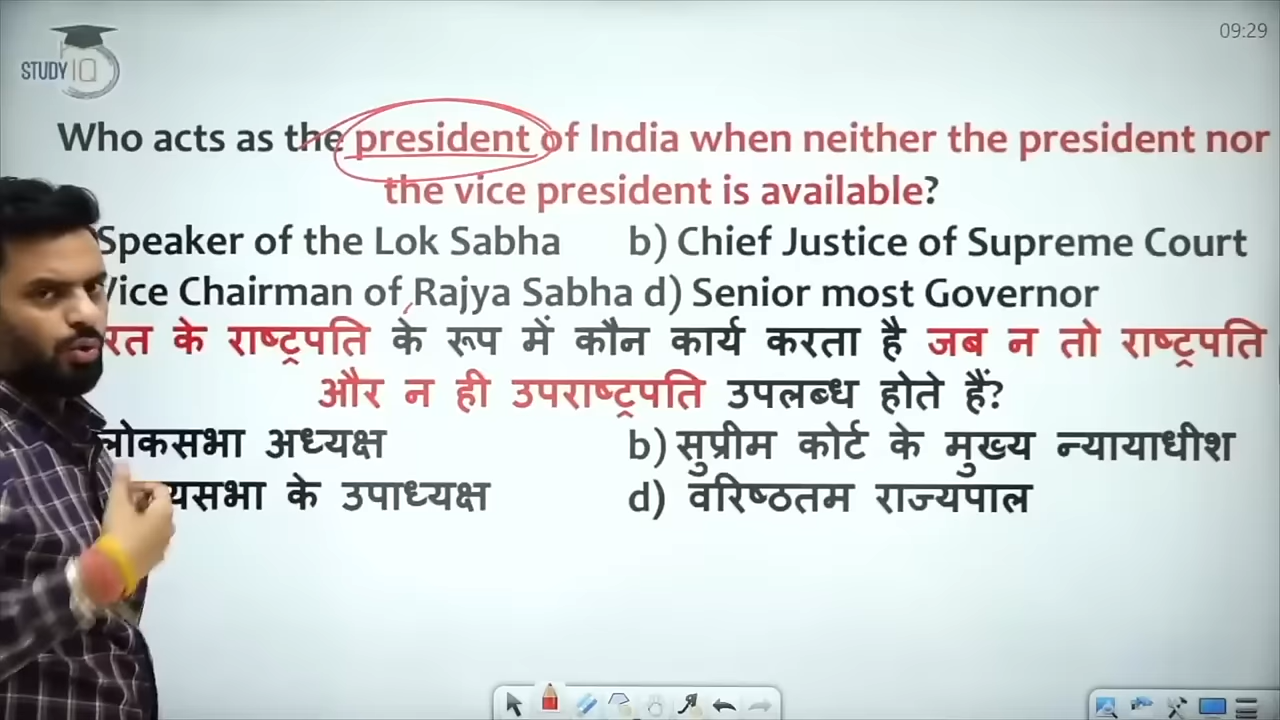 09:29
STUDY IQ
Who acts as the president of India when neither the president nor
the vice president is available?
Speaker of the Lok Sabha b) Chief Justice of Supreme Court
Vice Chairman of Rajya Sabha d) Senior most Governor
रत के राष्ट्रपति के रूप में कौन कार्य करता है जब न तो राष्ट्रपति
और न ही उपराष्ट्रपति उपलब्ध होते हैं?
लोकसभा अध्यक्ष b) सुप्रीम कोर्ट के मुख्य न्यायाधीश
यसभा के उपाध्यक्ष d) वरिष्ठतम राज्यपाल